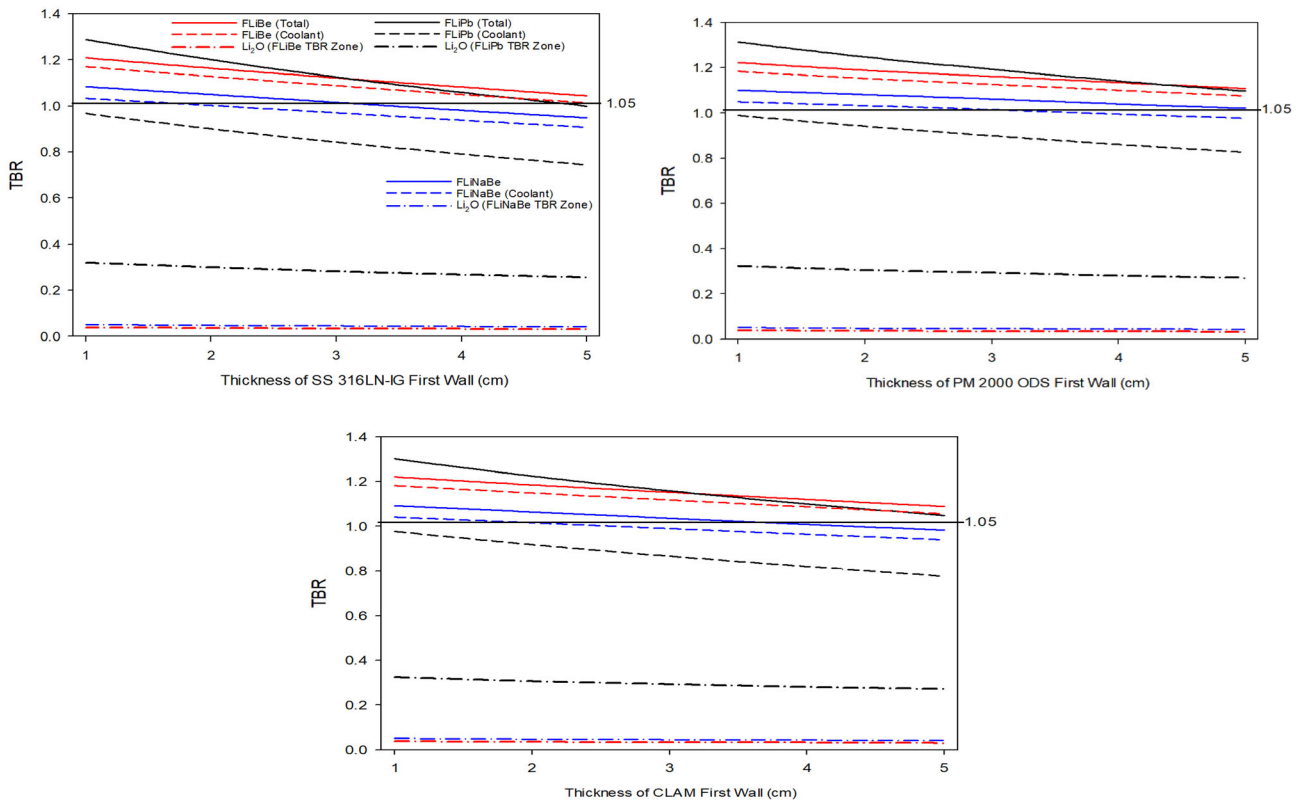 FLiBe (Total)
FLiBe (Coolant)
Li₂O (FLiBe TBR Zone)
FLiPb (Total)
FLiPb (Coolant)
Li₂O (FLiPb TBR Zone)
FLiNaBe
FLiNaBe (Coolant)
Li₂O (FLiNaBe TBR Zone)
1.05
TBR
1.4
1.2
1.0
0.8
0.6
0.4
0.2
0.0
1 2 3 4 5
Thickness of SS 316LN-IG First Wall (cm)
1.4
1.2
1.0
0.8
0.6
0.4
0.2
0.0
TBR
1.05
1 2 3 4 5
Thickness of PM 2000 ODS First Wall (cm)
1.4
1.2
1.0
0.8
0.6
0.4
0.2
0.0
TBR
1.05
1 2 3 4 5
Thickness of CLAM First Wall (cm)